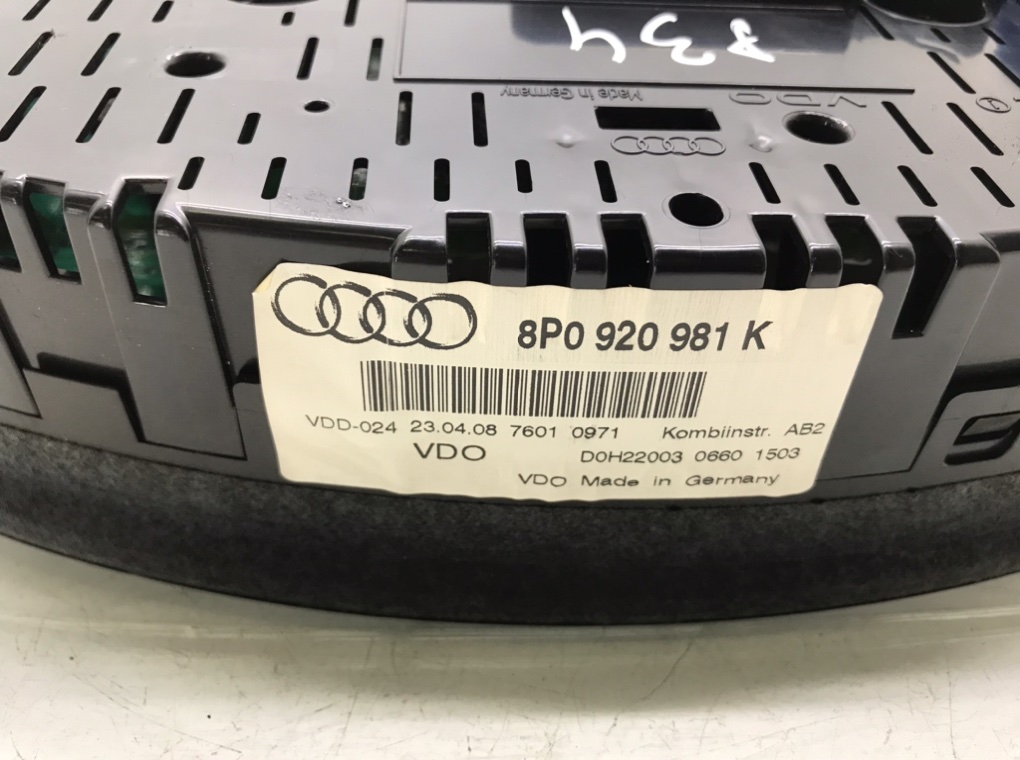 834
Made in Germany VDO
8P0 920 981 K
VDD-024 23.04.08 7601 0971 Kombiinstr. AB2
VDO D0H22003 0660 1503
VDO Made in Germany